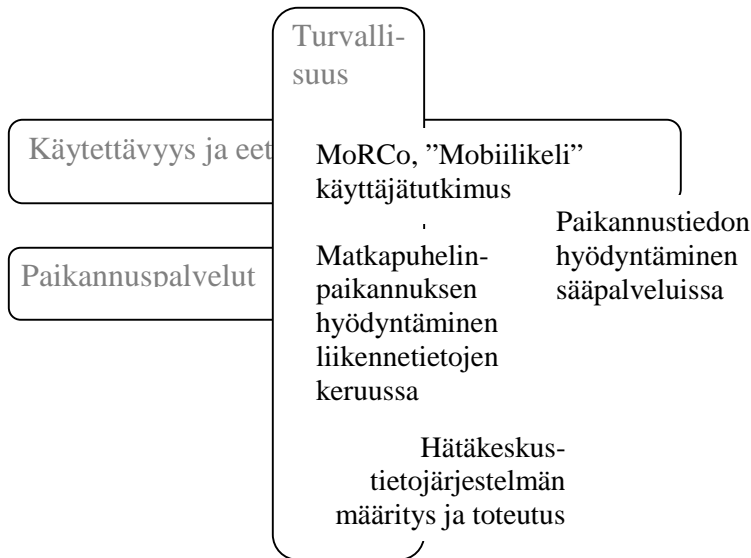 Turvalli-
suus
Käytettävyys ja eet
MoRCo, ”Mobiilikeli”
käyttäjätutkimus
Paikannustiedon
hyödyntäminen
sääpalveluissa
Paikannuspalvelut
Matkapuhelin-
paikannuksen
hyödyntäminen
liikennetietojen
keruussa
Hätäkeskus-
tietojärjestelmän
määritys ja toteutus